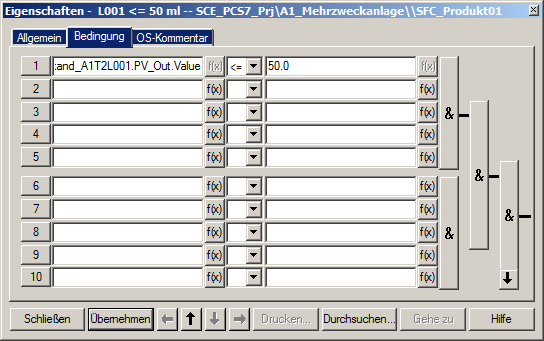 Eigenschaften - L001 <= 50 ml -- SCE_PCS7_Prj\A1_Mehrzweckanlage\\SFC_Produkt01
Allgemein Bedingung OS-Kommentar
1 :and_A1T2L001.PV_Out.Value f(x) <= 50.0 f(x)
2 f(x) f(x)
3 f(x) f(x)
&
4 f(x) f(x)
5 f(x) f(x)
&
6 f(x) f(x)
7 f(x) f(x)
&
8 f(x) f(x)
&
9 f(x) f(x)
10 f(x) f(x)
Schließen Übernehmen Drucken... Durchsuchen... Gehe zu Hilfe